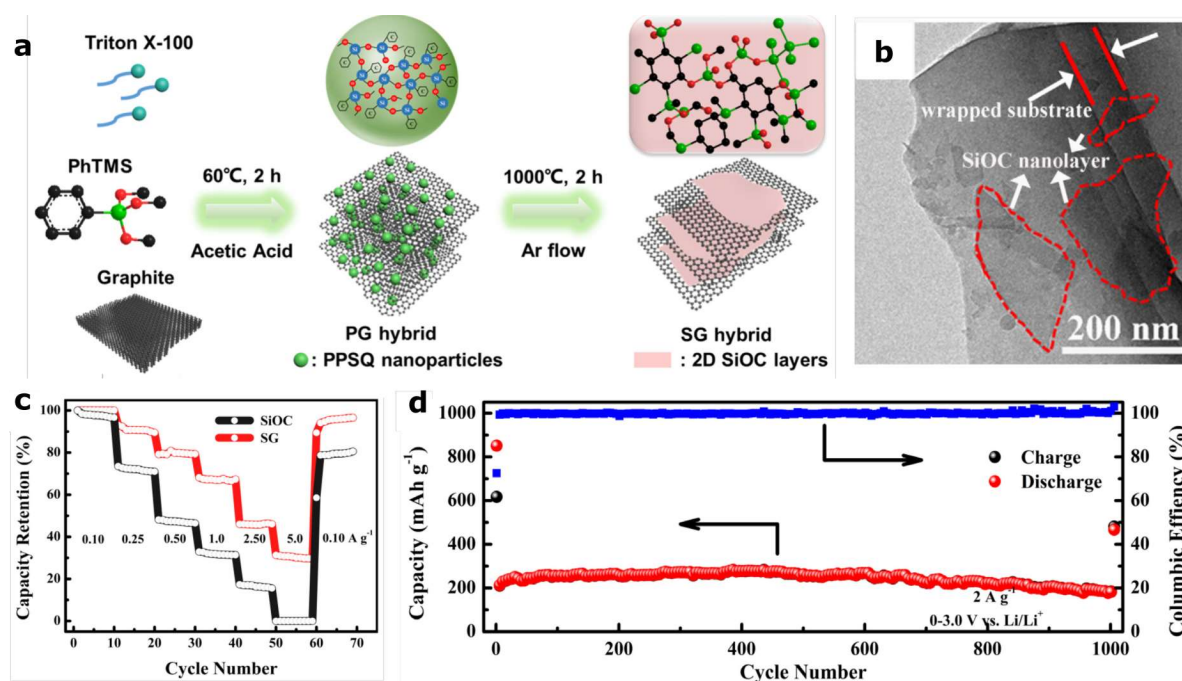 a
Triton X-100
PhTMS
Graphite
60℃, 2 h
Acetic Acid
PG hybrid
: PPSQ nanoparticles
1000℃, 2 h
Ar flow
SG hybrid
: 2D SiOC layers
b
wrapped substrate
SiOC nanolayer
200 nm
c
Capacity Retention (%)
100
80
60
40
20
0
SiOC
SG
0.10 0.25 0.50 1.0 2.50 5.0 0.10 A g⁻¹
0 10 20 30 40 50 60 70 80
Cycle Number
d
Capacity (mAh g⁻¹)
1000
800
600
400
200
0
Charge
Discharge
2 A g⁻¹
0-3.0 V vs. Li/Li⁺
0 200 400 600 800 1000
Cycle Number
100
80
60
40
20
0
Columbic Effiency (%)